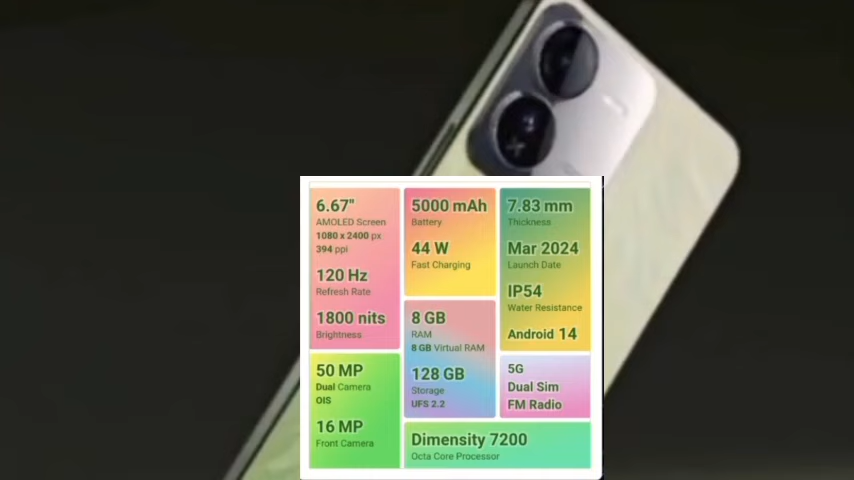 6.67"
AMOLED Screen
1080 x 2400 px
394 ppi
120 Hz
Refresh Rate
1800 nits
Brightness
50 MP
Dual Camera
OIS
16 MP
Front Camera
5000 mAh
Battery
44 W
Fast Charging
8 GB
RAM
8 GB Virtual RAM
128 GB
Storage
UFS 2.2
7.83 mm
Thickness
Mar 2024
Launch Date
IP54
Water Resistance
Android 14
5G
Dual Sim
FM Radio
Dimensity 7200
Octa Core Processor